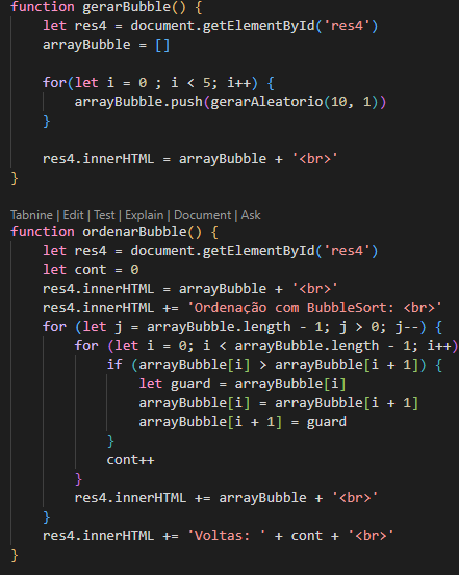 function gerarBubble() {
    let res4 = document.getElementById('res4')
    arrayBubble = []

    for(let i = 0 ; i < 5; i++) {
        arrayBubble.push(gerarAleatorio(10, 1))
    }

    res4.innerHTML = arrayBubble + '<br>'
}

Tabnine | Edit | Test | Explain | Document | Ask
function ordenarBubble() {
    let res4 = document.getElementById('res4')
    let cont = 0
    res4.innerHTML = arrayBubble + '<br>'
    res4.innerHTML += 'Ordenação com BubbleSort: <br>'
    for (let j = arrayBubble.length - 1; j > 0; j--) {
        for (let i = 0; i < arrayBubble.length - 1; i++)
            if (arrayBubble[i] > arrayBubble[i + 1]) {
                let guard = arrayBubble[i]
                arrayBubble[i] = arrayBubble[i + 1]
                arrayBubble[i + 1] = guard
            }
            cont++
        }
        res4.innerHTML += arrayBubble + '<br>'
    }
    res4.innerHTML += 'Voltas: ' + cont + '<br>'
}